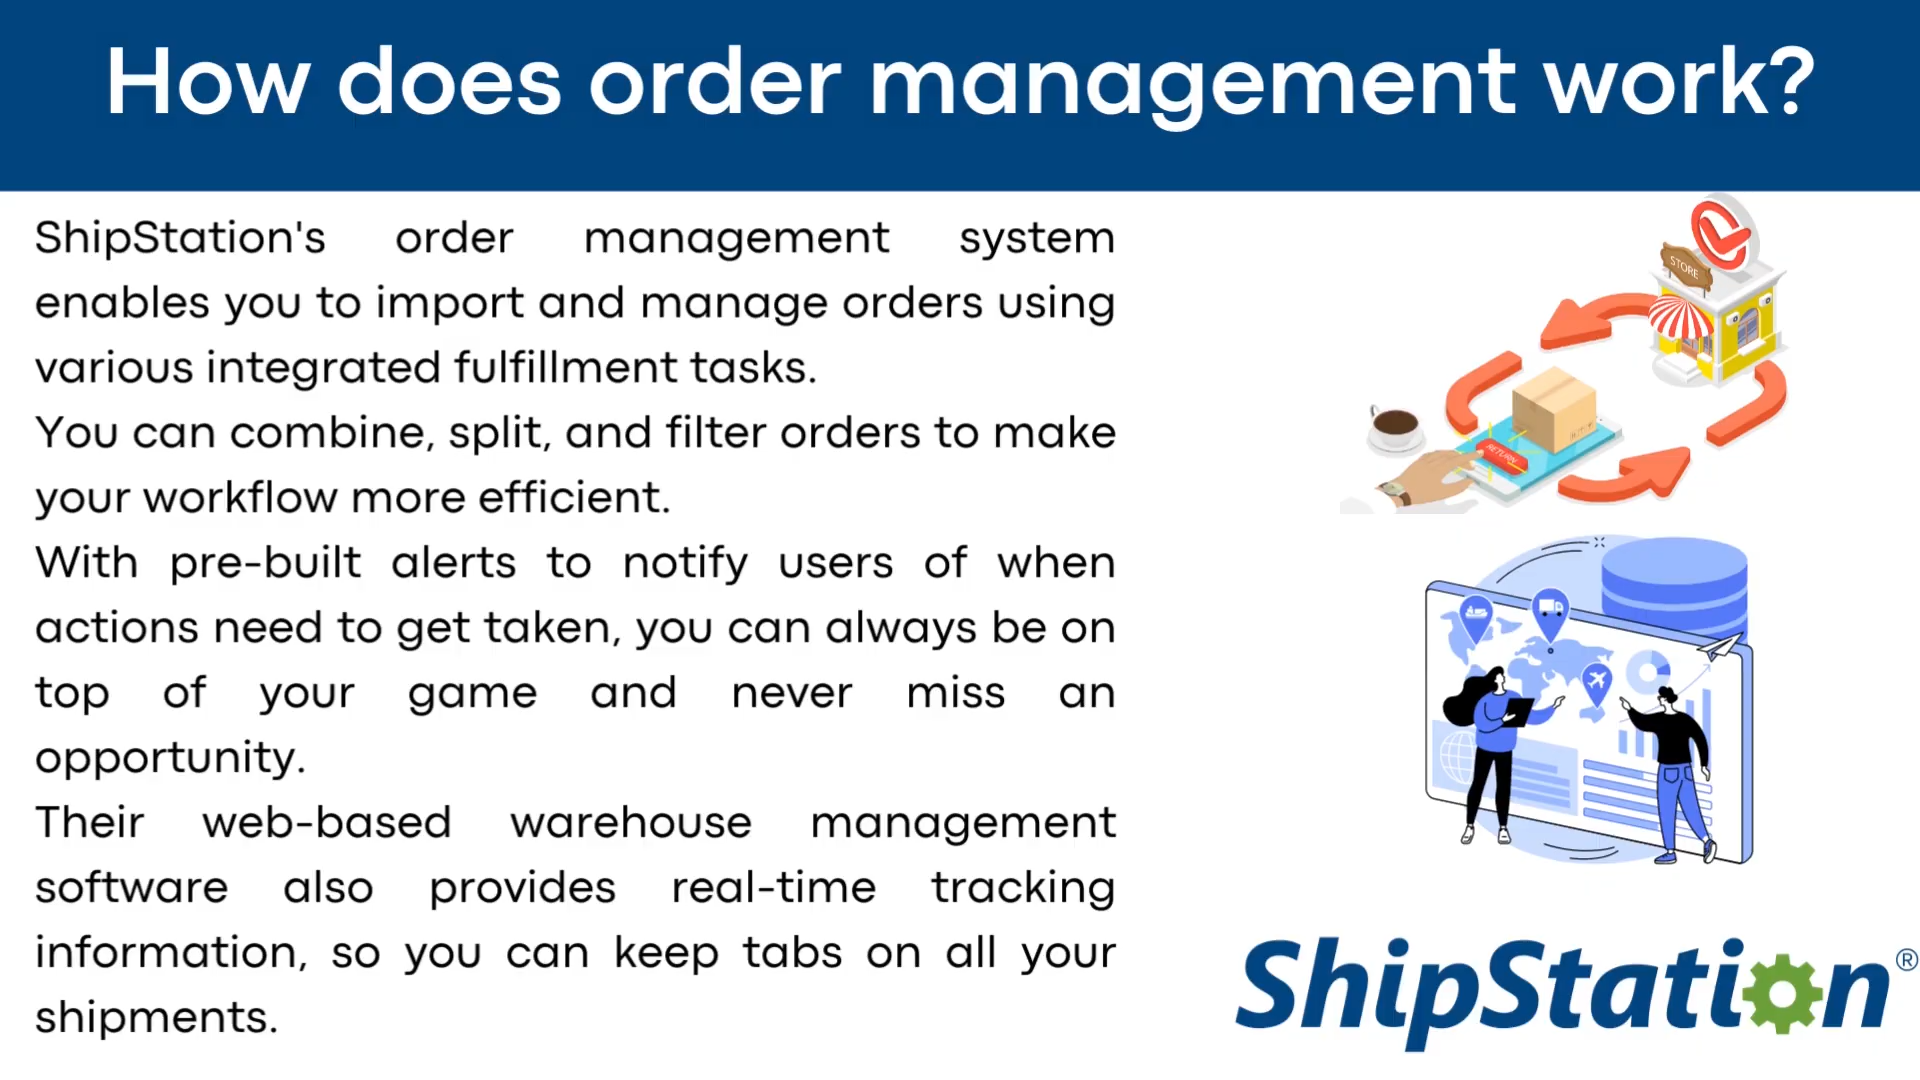 How does order management work?
ShipStation's order management system
enables you to import and manage orders using
various integrated fulfillment tasks.
You can combine, split, and filter orders to make
your workflow more efficient.
With pre-built alerts to notify users of when
actions need to get taken, you can always be on
top of your game and never miss an
opportunity.
Their web-based warehouse management
software also provides real-time tracking
information, so you can keep tabs on all your
shipments.
STORE
RETURN
ShipStation®